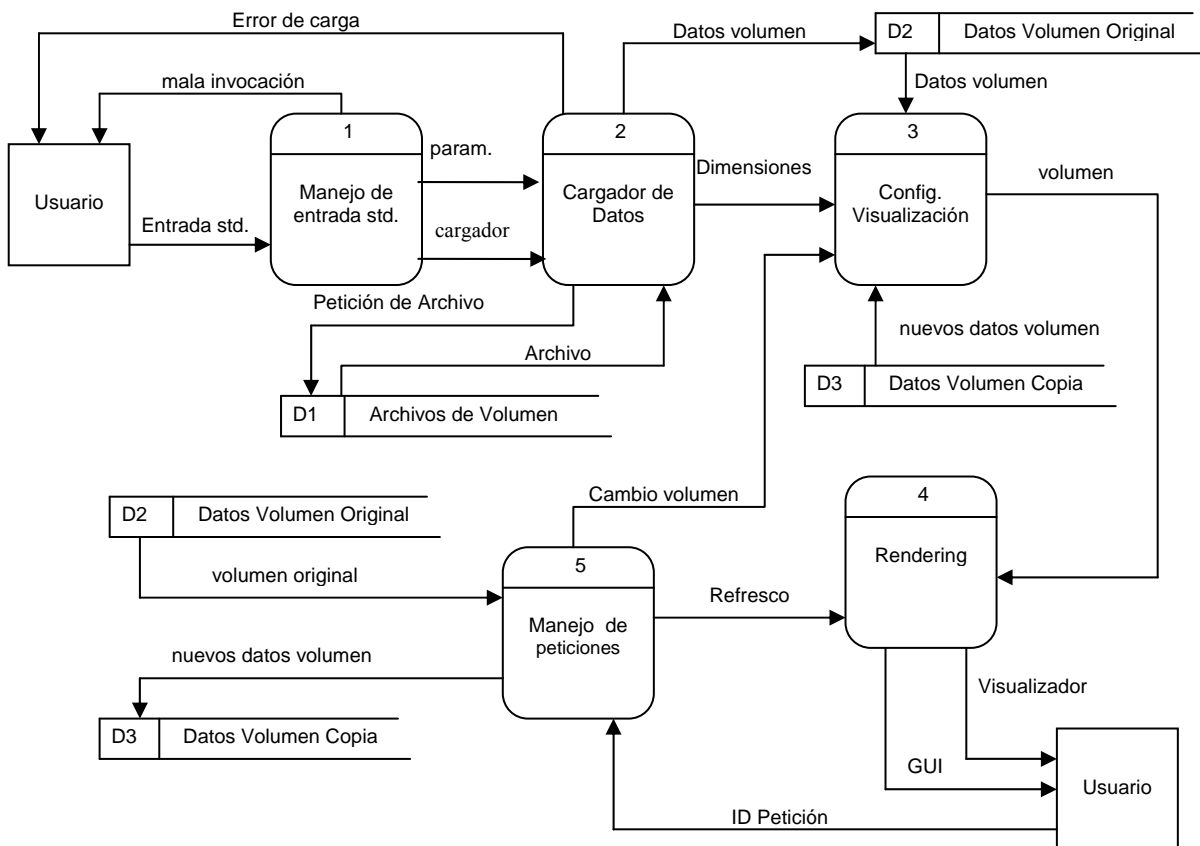 Error de carga
Datos volumen
D2
Datos Volumen Original
mala invocación
Datos volumen
1
2
3
param.
Dimensiones
volumen
Usuario
Manejo de
entrada std.
Cargador de
Datos
Config.
Visualización
Entrada std.
cargador
Petición de Archivo
nuevos datos volumen
Archivo
D3
Datos Volumen Copia
D1
Archivos de Volumen
Cambio volumen
4
D2
Datos Volumen Original
Rendering
5
volumen original
Refresco
Manejo de
peticiones
nuevos datos volumen
Visualizador
D3
Datos Volumen Copia
GUI
Usuario
ID Petición